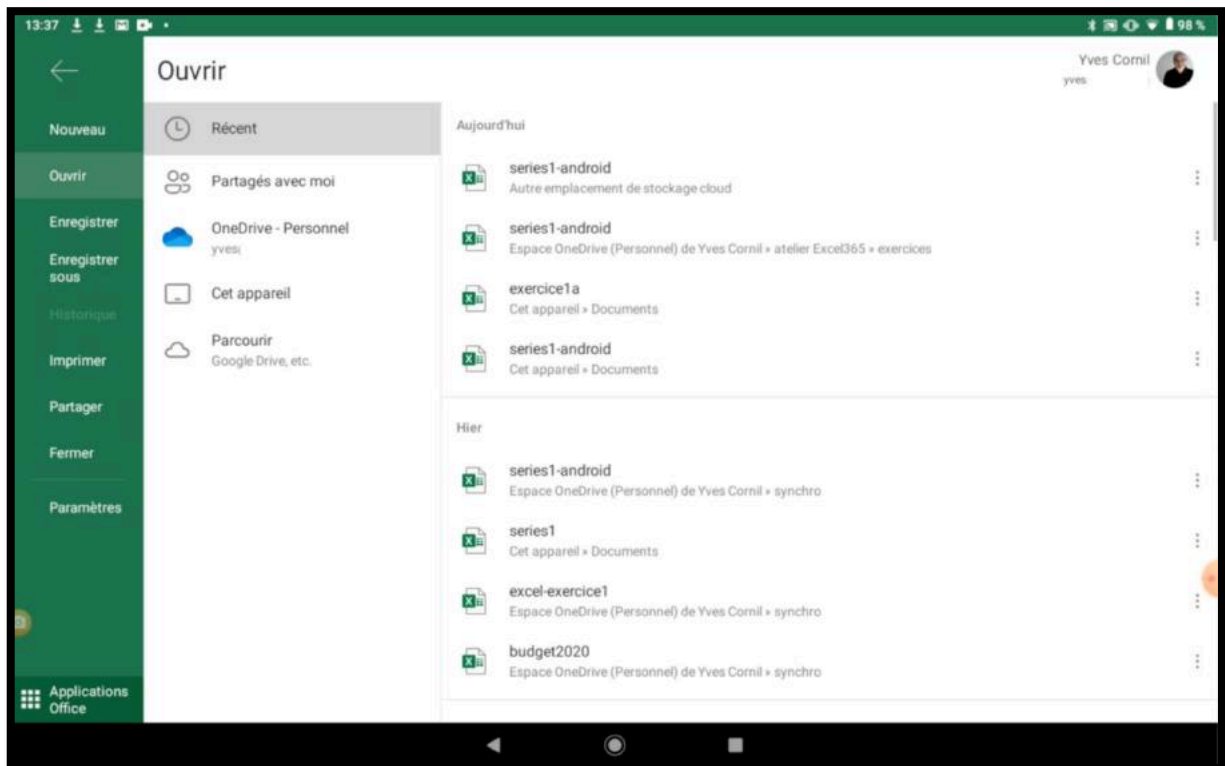 13:37
98 %
Ouvrir
Yves Cornil
yves
Nouveau
Ouvrir
Enregistrer
Enregistrer
sous
Historique
Imprimer
Partager
Fermer
Paramètres
Applications
Office
Récent
Partagés avec moi
OneDrive - Personnel
yves
Cet appareil
Parcourir
Google Drive, etc.
Aujourd'hui
series1-android
Autre emplacement de stockage cloud
series1-android
Espace OneDrive (Personnel) de Yves Cornil » atelier Excel365 » exercices
exercice1a
Cet appareil » Documents
series1-android
Cet appareil » Documents
Hier
series1-android
Espace OneDrive (Personnel) de Yves Cornil » synchro
series1
Cet appareil » Documents
excel-exercice1
Espace OneDrive (Personnel) de Yves Cornil » synchro
budget2020
Espace OneDrive (Personnel) de Yves Cornil » synchro